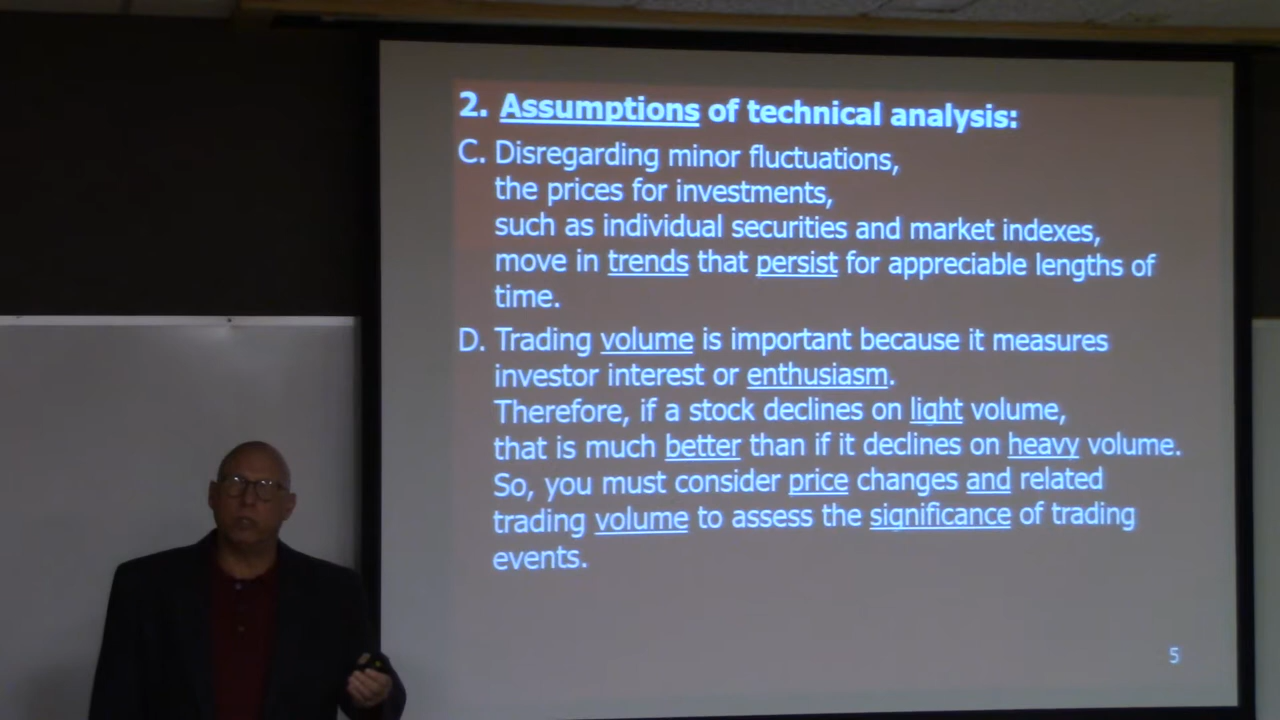 2. Assumptions of technical analysis:
C. Disregarding minor fluctuations,
the prices for investments,
such as individual securities and market indexes,
move in trends that persist for appreciable lengths of
time.
D. Trading volume is important because it measures
investor interest or enthusiasm.
Therefore, if a stock declines on light volume,
that is much better than if it declines on heavy volume.
So, you must consider price changes and related
trading volume to assess the significance of trading
events.
5